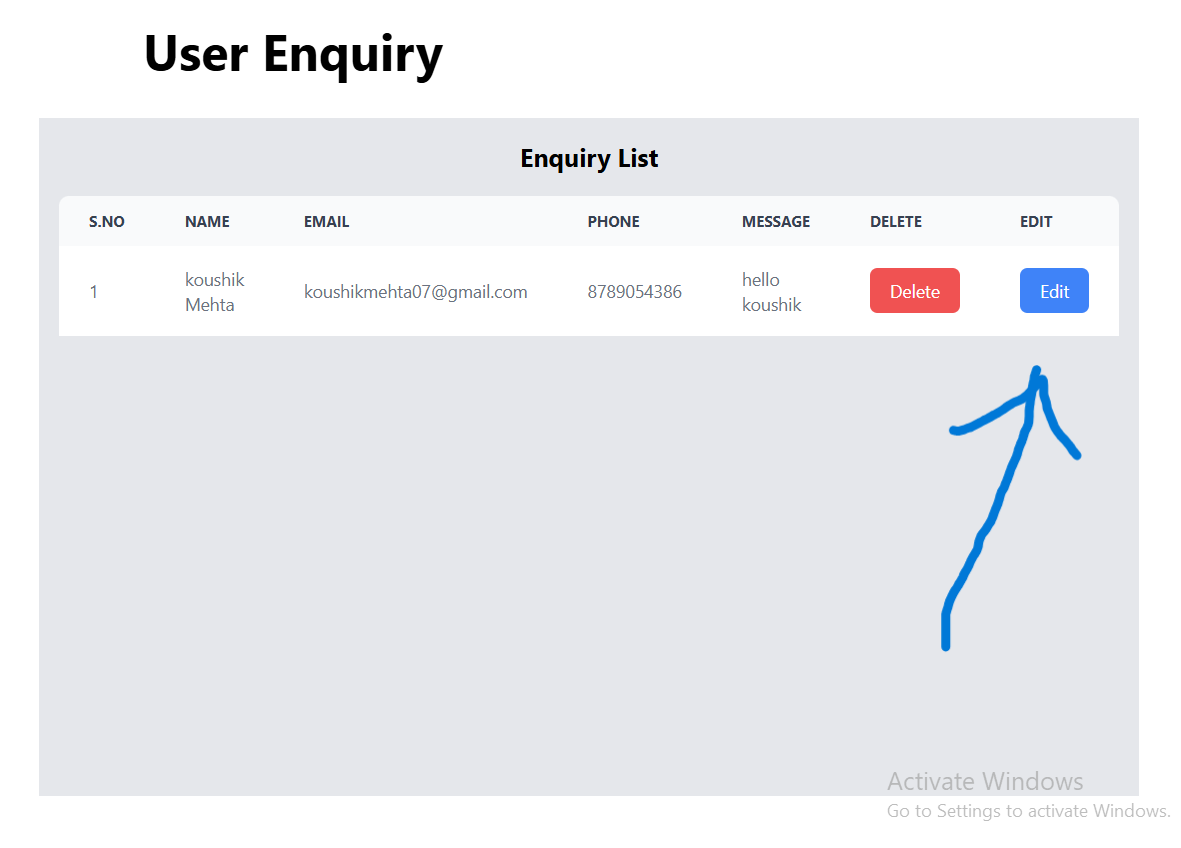 User Enquiry
Enquiry List
S.NO NAME EMAIL PHONE MESSAGE DELETE EDIT
1 koushik Mehta koushikmehta07@gmail.com 8789054386 hello koushik Delete Edit
Activate Windows
Go to Settings to activate Windows.